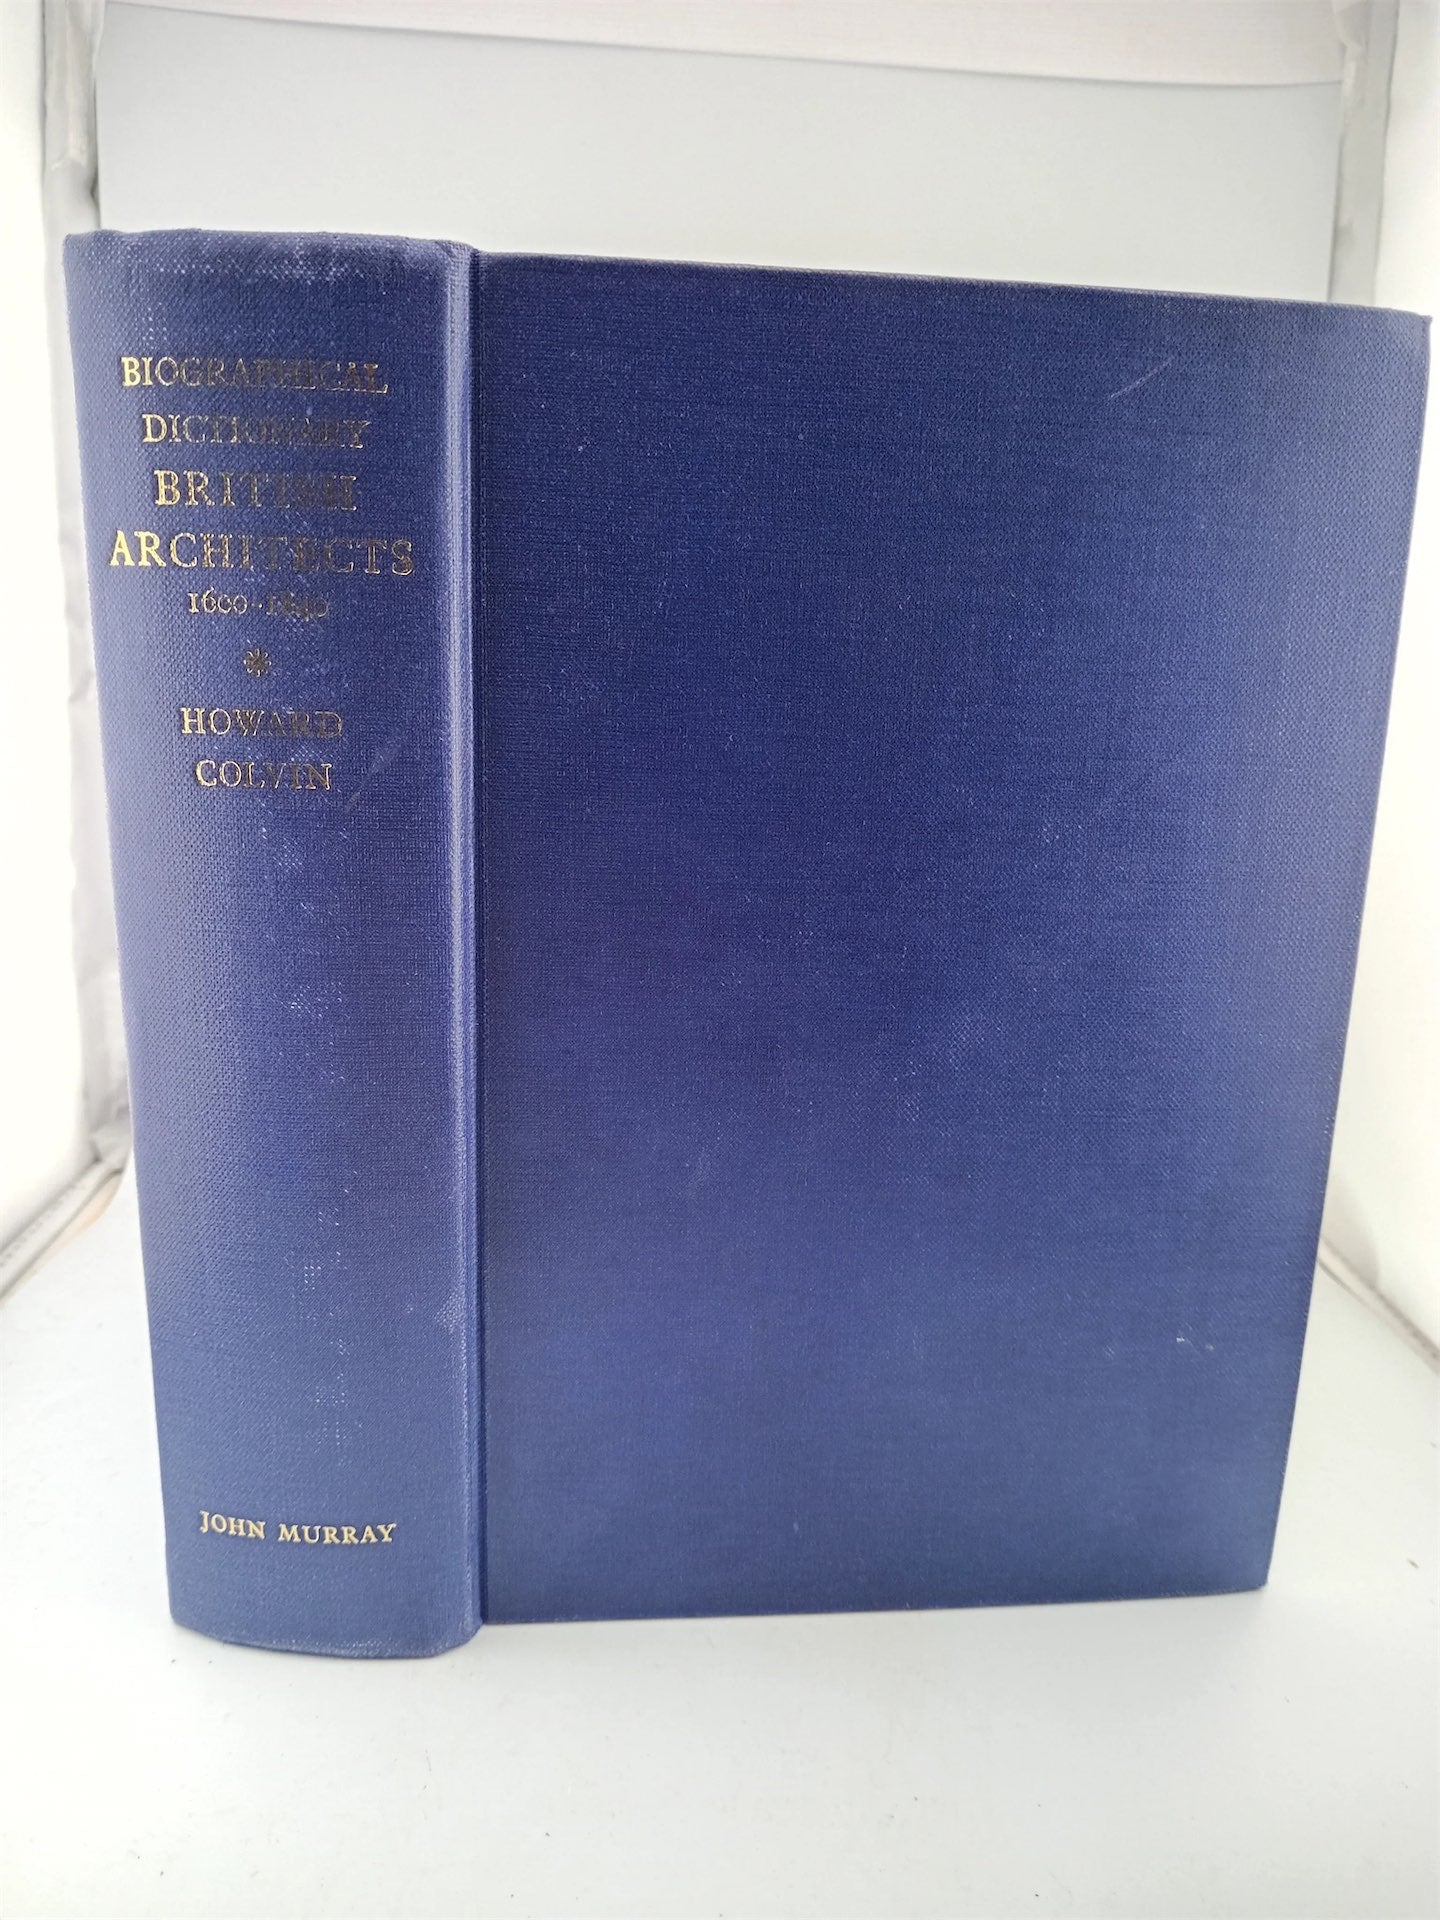 BIOGRAPHICAL
DICTIONARY
BRITISH
ARCHITECTS
1600-1840
*
HOWARD
COLVIN
JOHN MURRAY